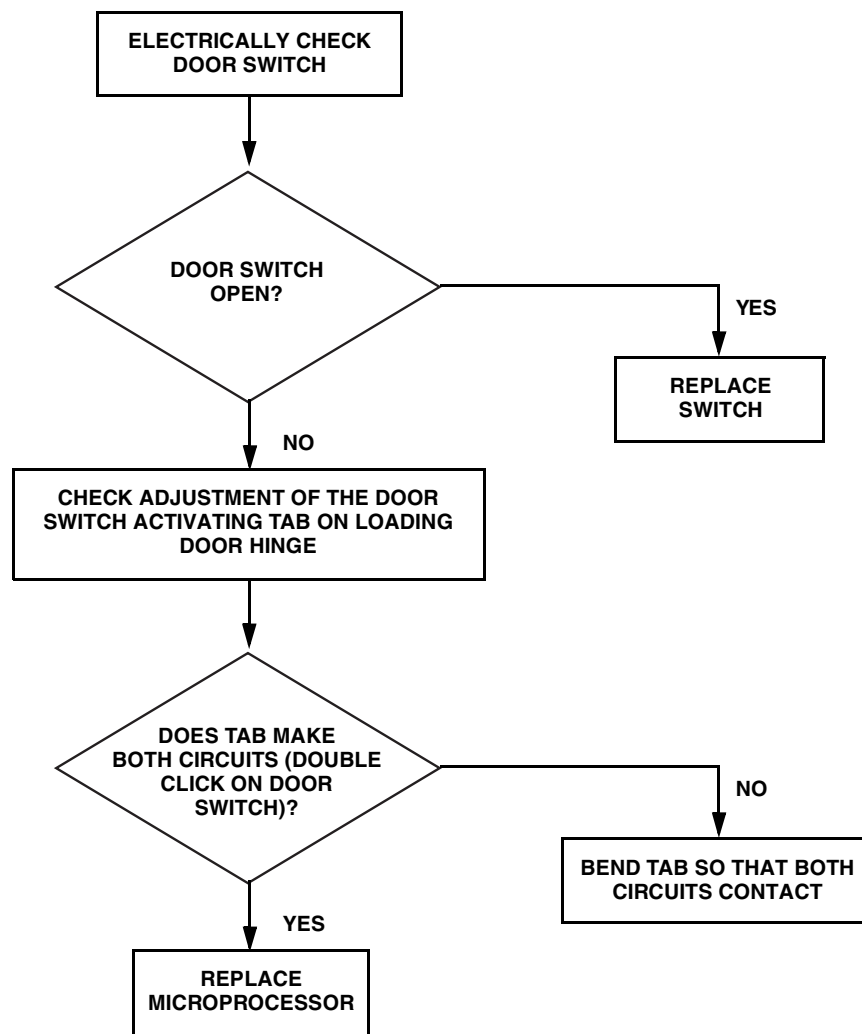 ELECTRICALLY CHECK
DOOR SWITCH
DOOR SWITCH
OPEN?
YES
REPLACE
SWITCH
NO
CHECK ADJUSTMENT OF THE DOOR
SWITCH ACTIVATING TAB ON LOADING
DOOR HINGE
DOES TAB MAKE
BOTH CIRCUITS (DOUBLE
CLICK ON DOOR
SWITCH)?
NO
BEND TAB SO THAT BOTH
CIRCUITS CONTACT
YES
REPLACE
MICROPROCESSOR